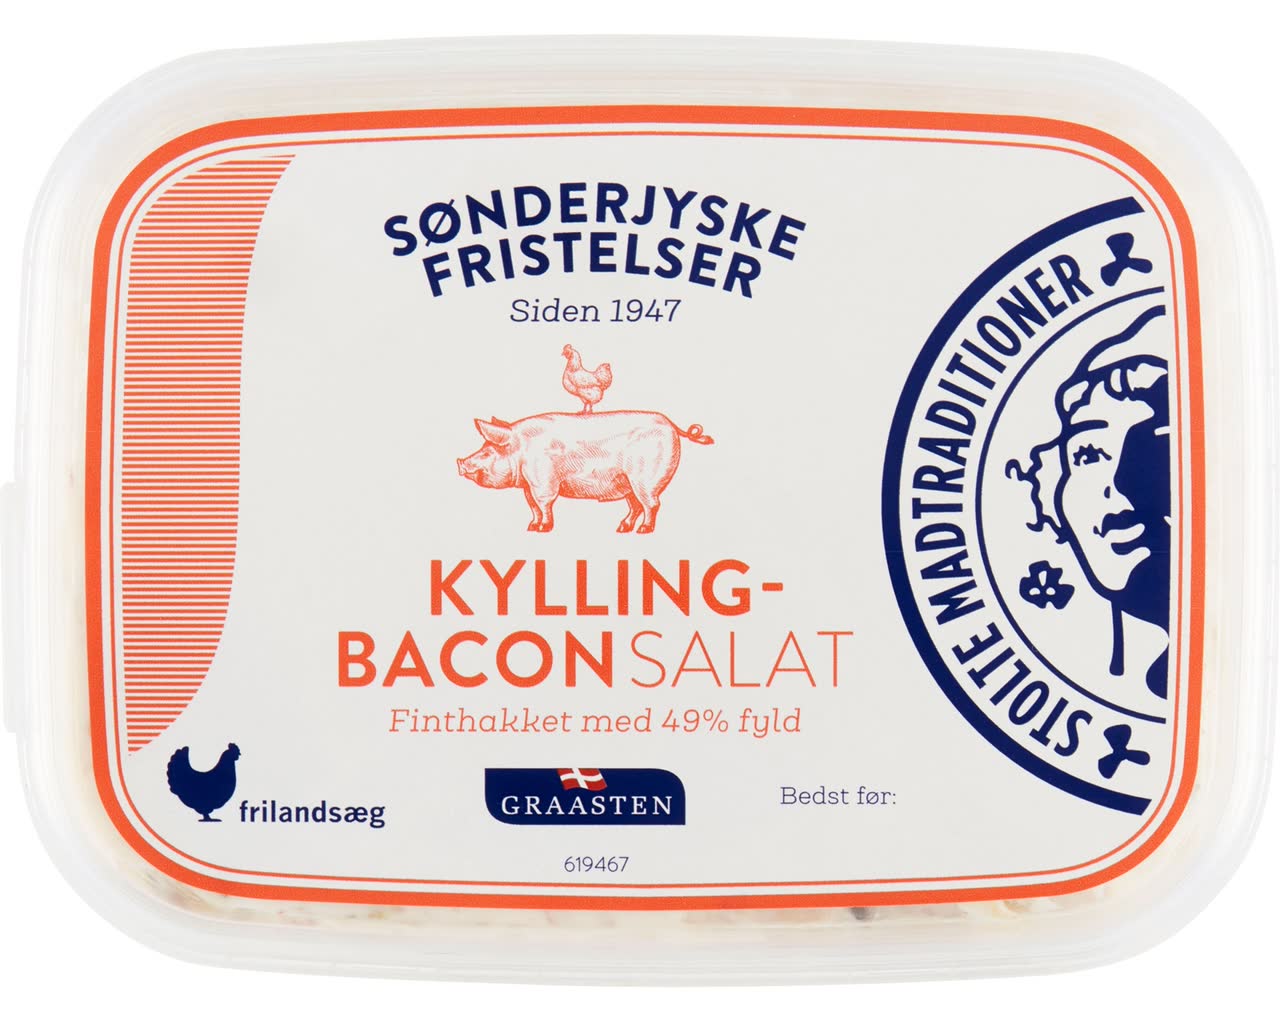 SØNDERJYSKE
FRISTELSER
Siden 1947
STOLTE MADTRADITIONER
KYLLING-
BACONSALAT
Finthakket med 49% fyld
frilandsæg
GRAASTEN
Bedst før:
619467